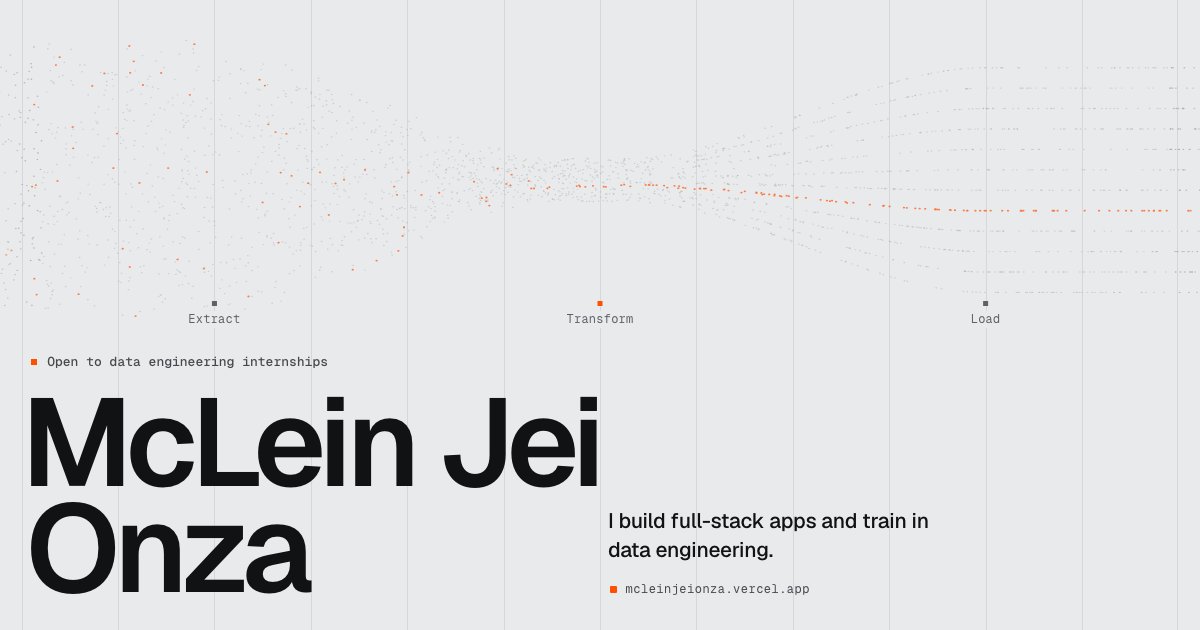 Extract
Transform
Load
Open to data engineering internships
McLein Jei
Onza
I build full-stack apps and train in
data engineering.
mcleinjeionza.vercel.app